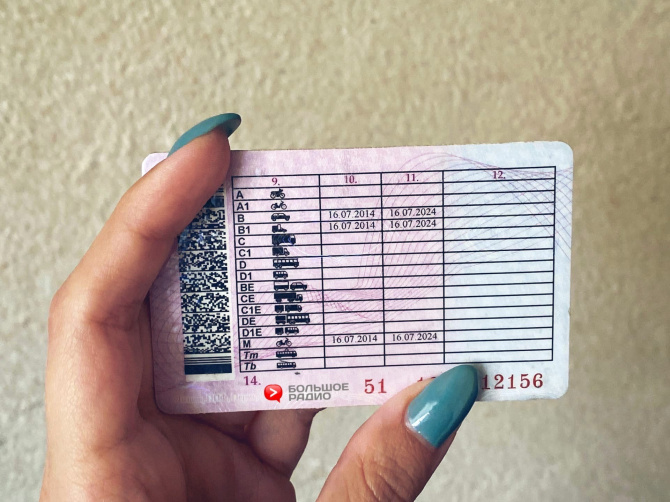 9. 10. 11. 12.
A
A1
B 16.07.2014 16.07.2024
B1 16.07.2014 16.07.2024
C
C1
D
D1
BE
CE
C1E
DE
D1E
M 16.07.2014 16.07.2024
Tm
Tb
14. 51 12156
БОЛЬШОЕ
РАДИО